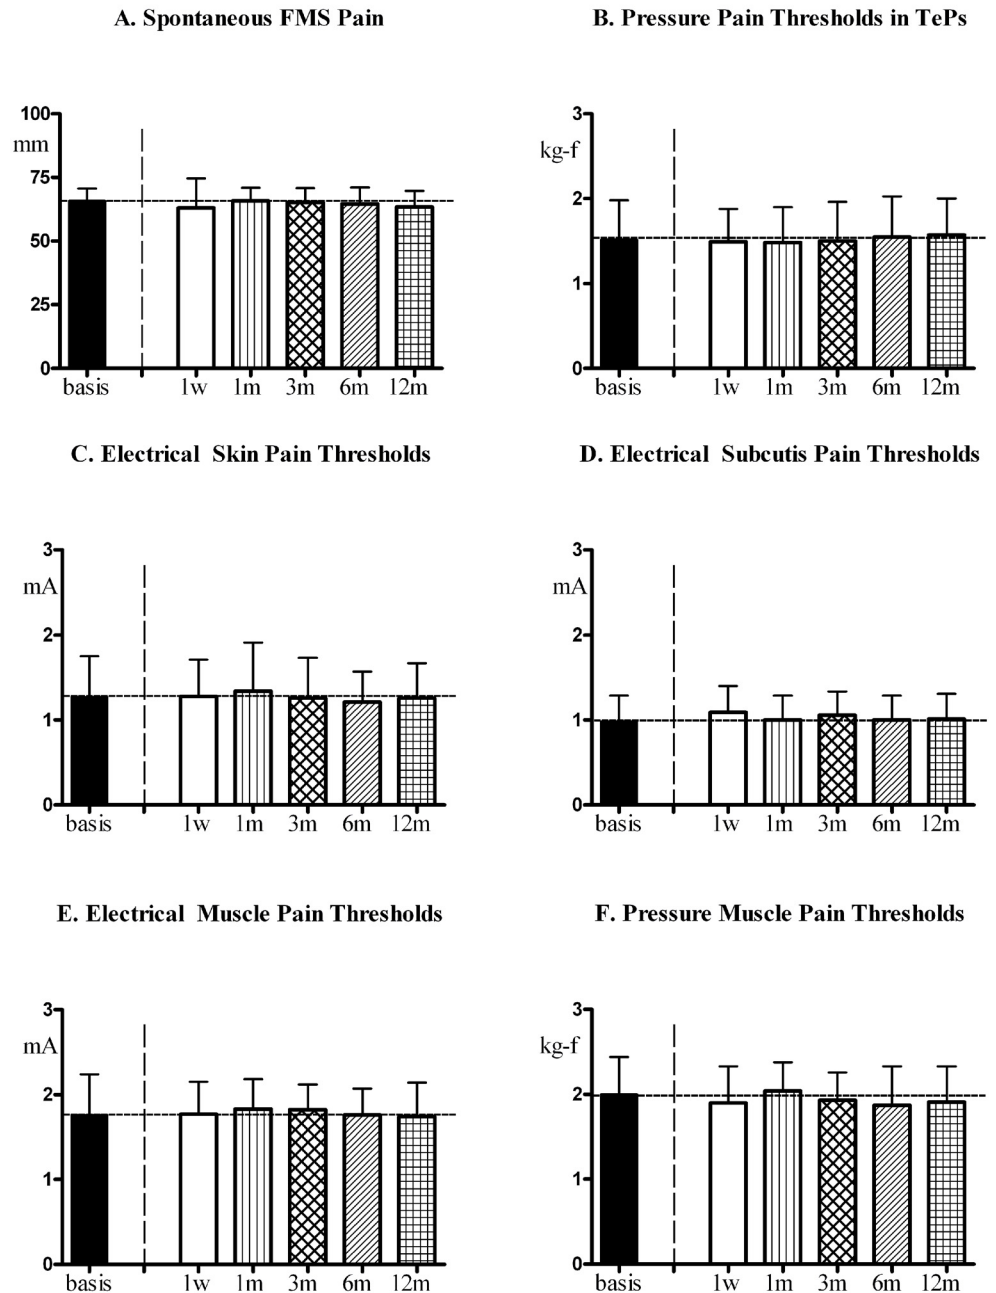 A. Spontaneous FMS Pain
100
mm
75
50
25
0
basis 1w 1m 3m 6m 12m
B. Pressure Pain Thresholds in TePs
3
kg-f
2
1
0
basis 1w 1m 3m 6m 12m
C. Electrical Skin Pain Thresholds
3
mA
2
1
0
basis 1w 1m 3m 6m 12m
D. Electrical Subcutis Pain Thresholds
3
mA
2
1
0
basis 1w 1m 3m 6m 12m
E. Electrical Muscle Pain Thresholds
3
mA
2
1
0
basis 1w 1m 3m 6m 12m
F. Pressure Muscle Pain Thresholds
3
kg-f
2
1
0
basis 1w 1m 3m 6m 12m